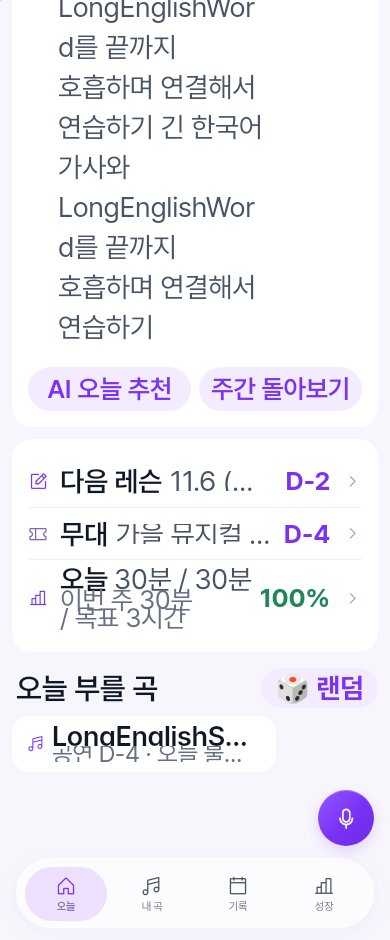 LongEnglishWor
d를 끝까지
호흡하며 연결해서
연습하기 긴 한국어
가사와
LongEnglishWor
d를 끝까지
호흡하며 연결해서
연습하기
AI 오늘 추천 주간 돌아보기
다음 레슨 11.6 (... D-2
무대 가을 뮤지컬 ... D-4
오늘 30분 / 30분
이번 주 30분 100%
/ 목표 3시간
오늘 부를 곡 🎲 랜덤
LongEnglishS...
공연 D-4 · 오늘 불...
오늘 내 곡 기록 성장